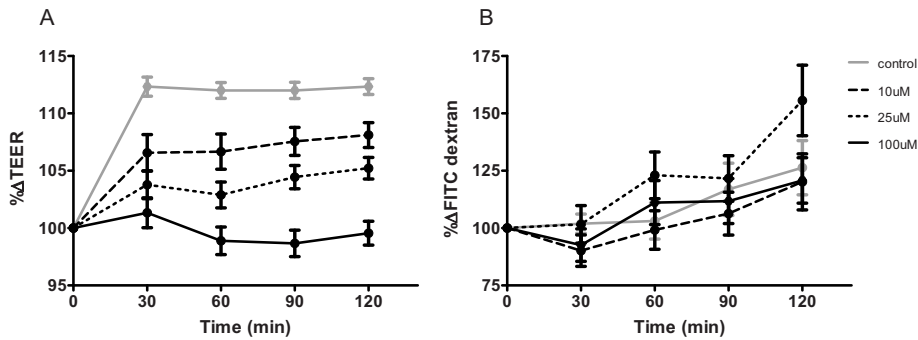 A
B
%ΔTEER
115
110
105
100
95
0
30
60
90
120
Time (min)
%ΔFITC dextran
175
150
125
100
75
0
30
60
90
120
Time (min)
control
10uM
25uM
100uM